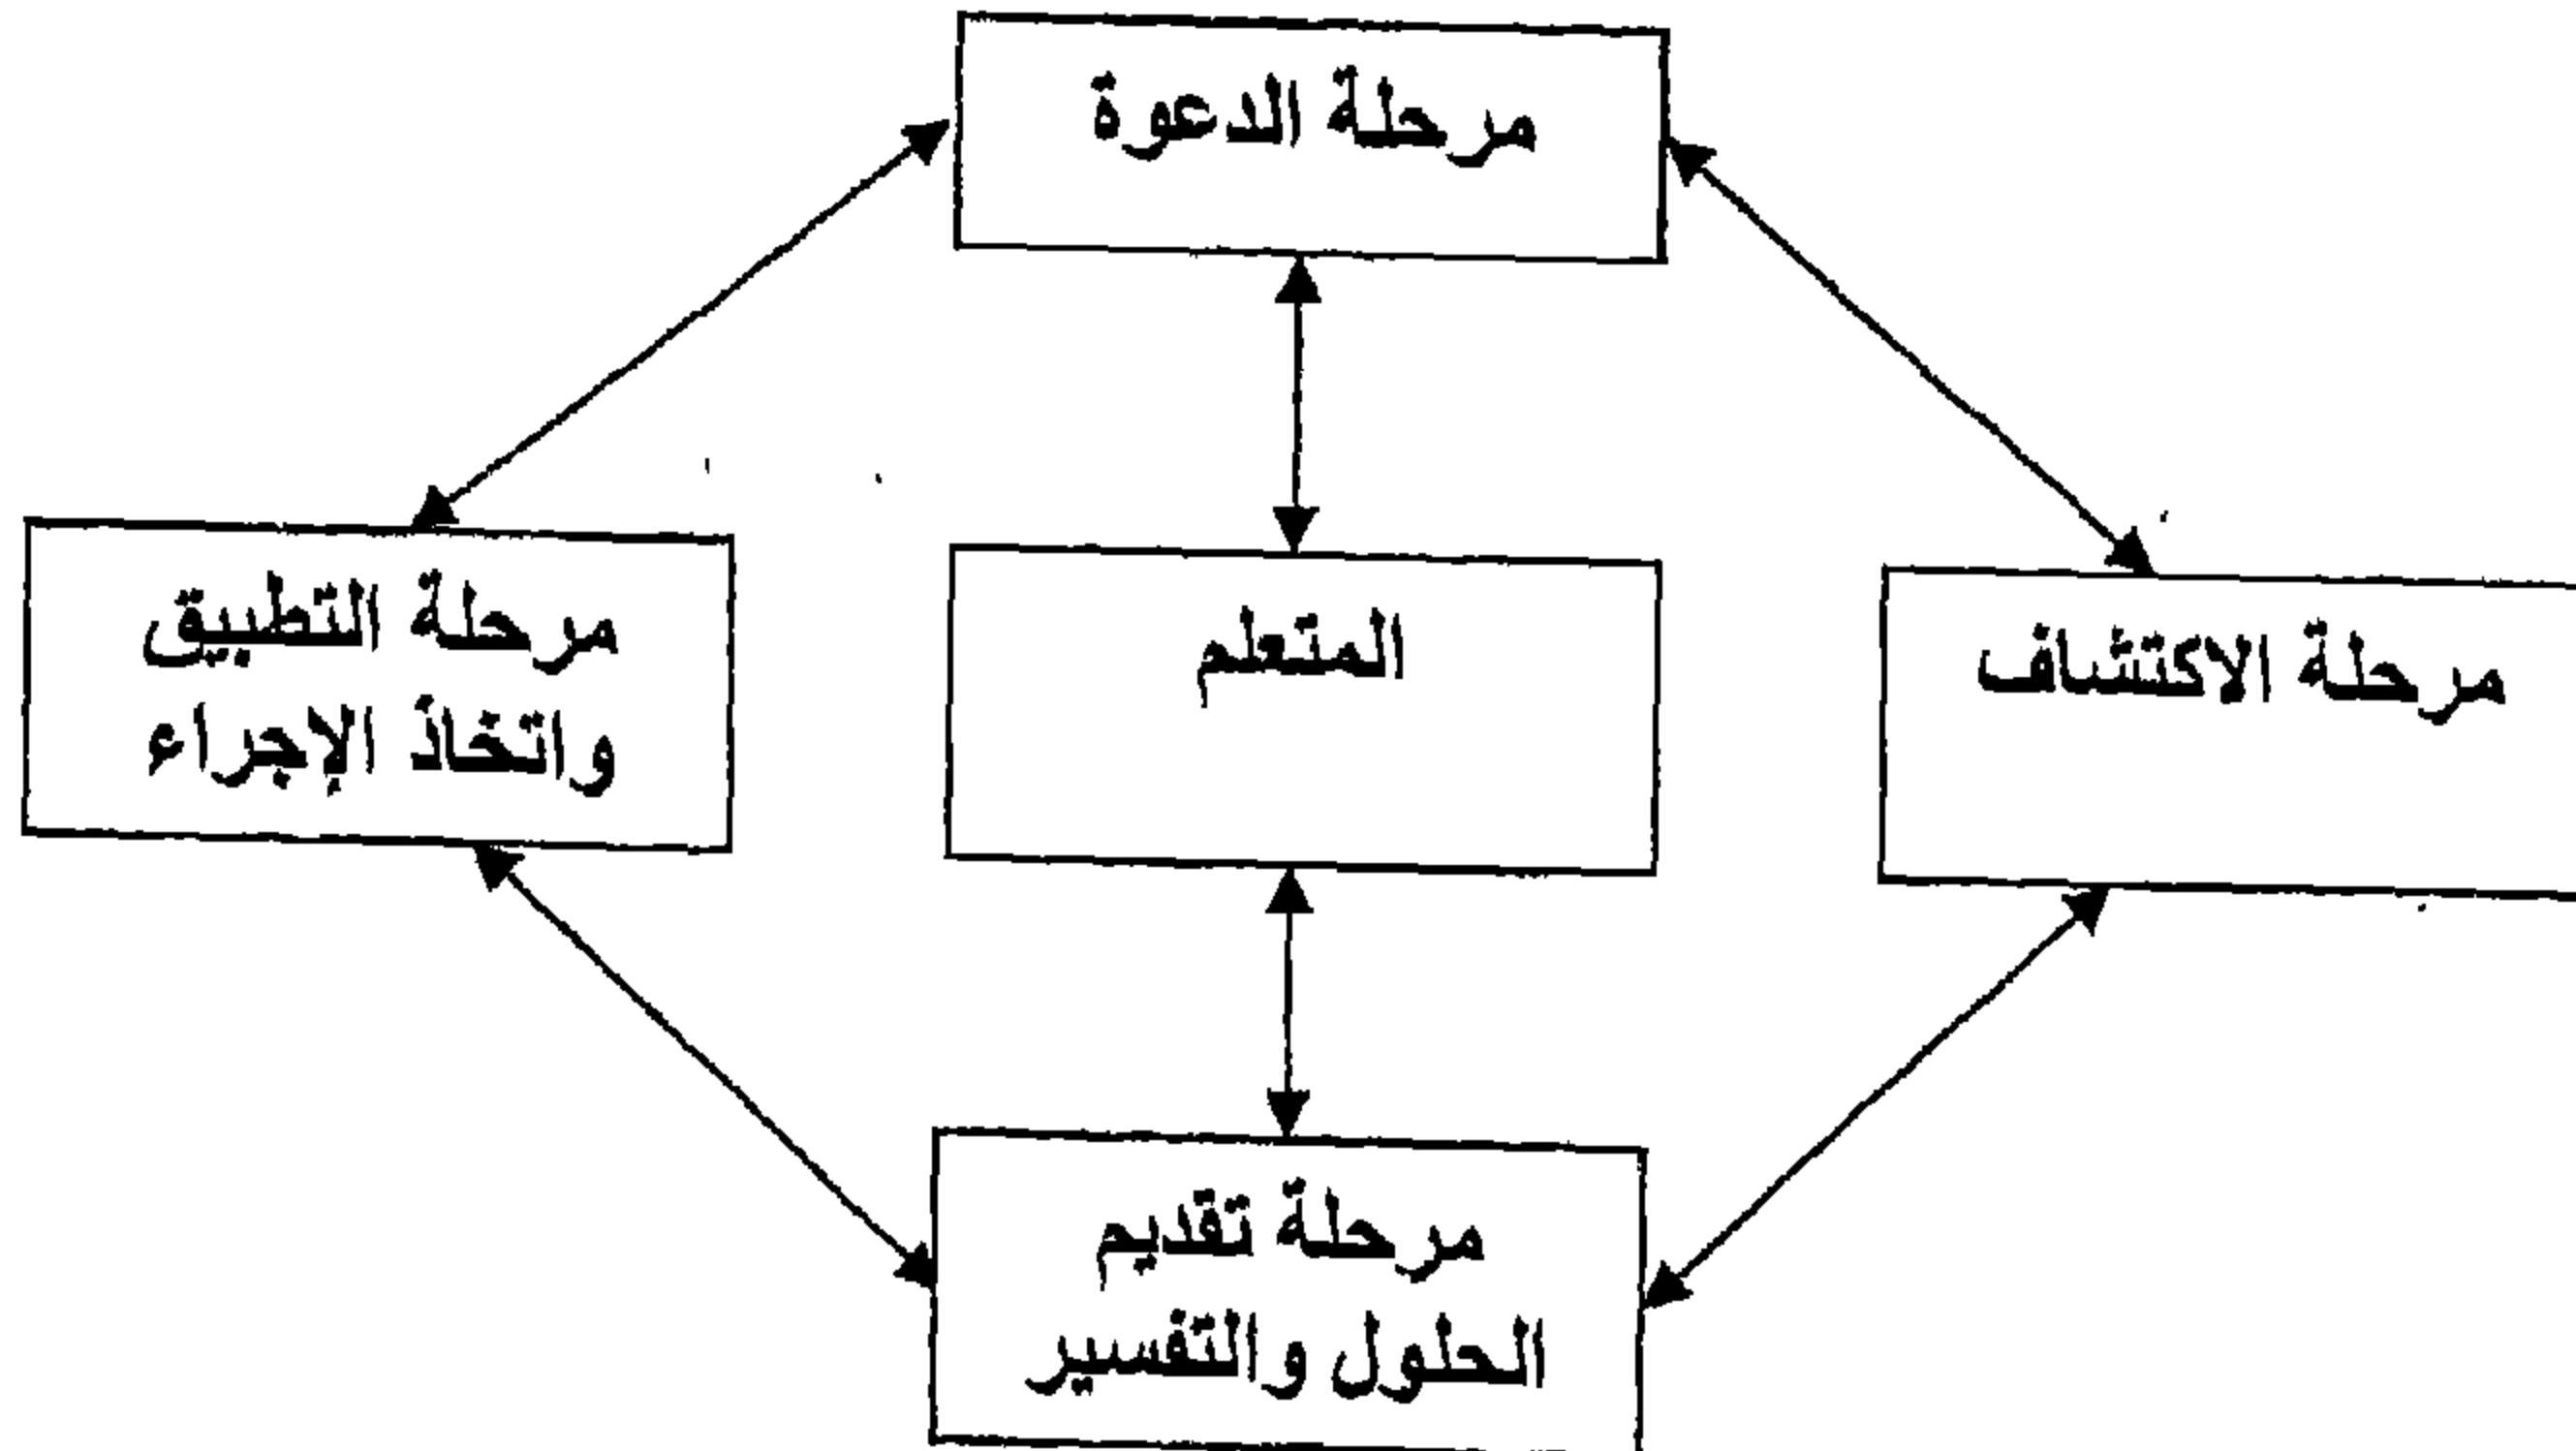 مرحلة الدعوة
مرحلة الاكتشاف
المتعلم
مرحلة التطبيق
واتخاذ الإجراء
مرحلة تقديم
الحلول والتفسير